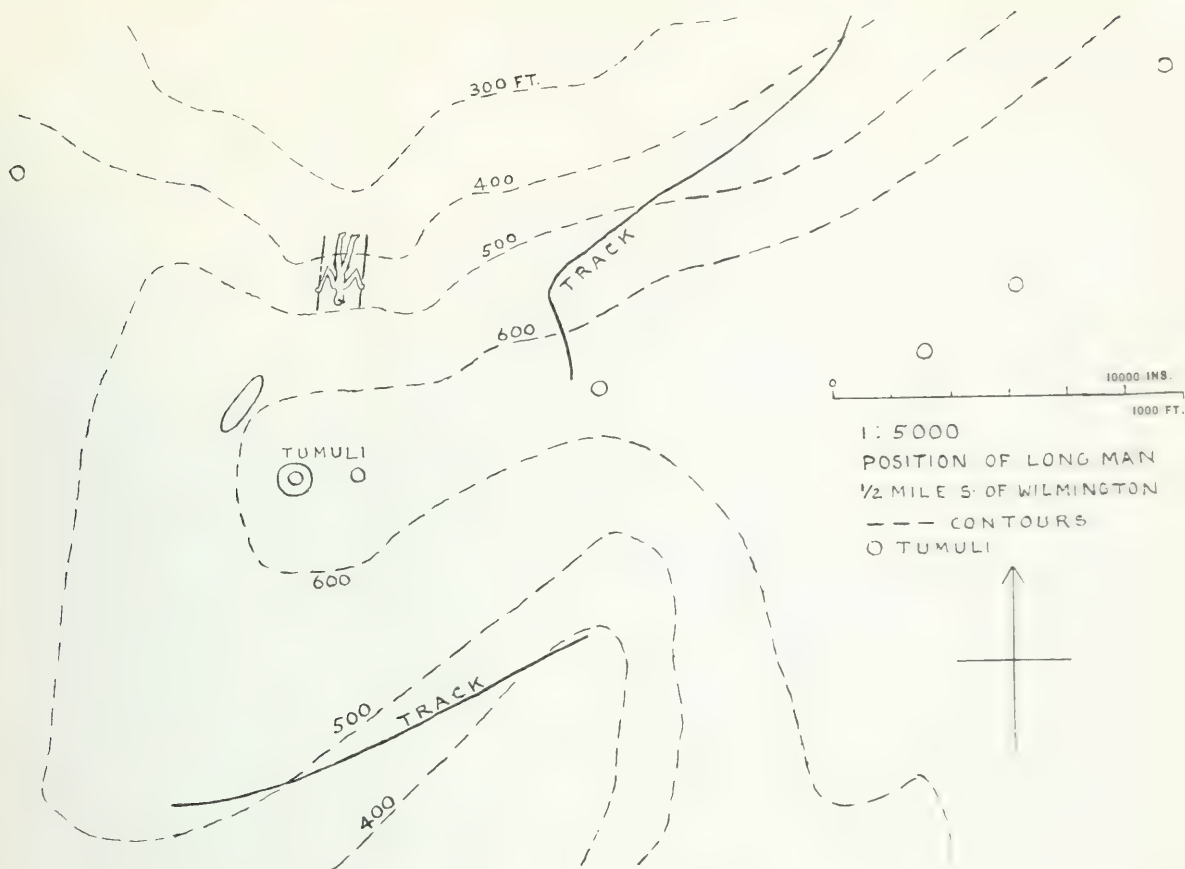 300 FT.
400
500
TRACK
600
TUMULI
600
0
10000 INS.
1000 FT.
1:5000
POSITION OF LONG MAN
1/2 MILE S. OF WILMINGTON
--- CONTOURS
O TUMULI
500
TRACK
400